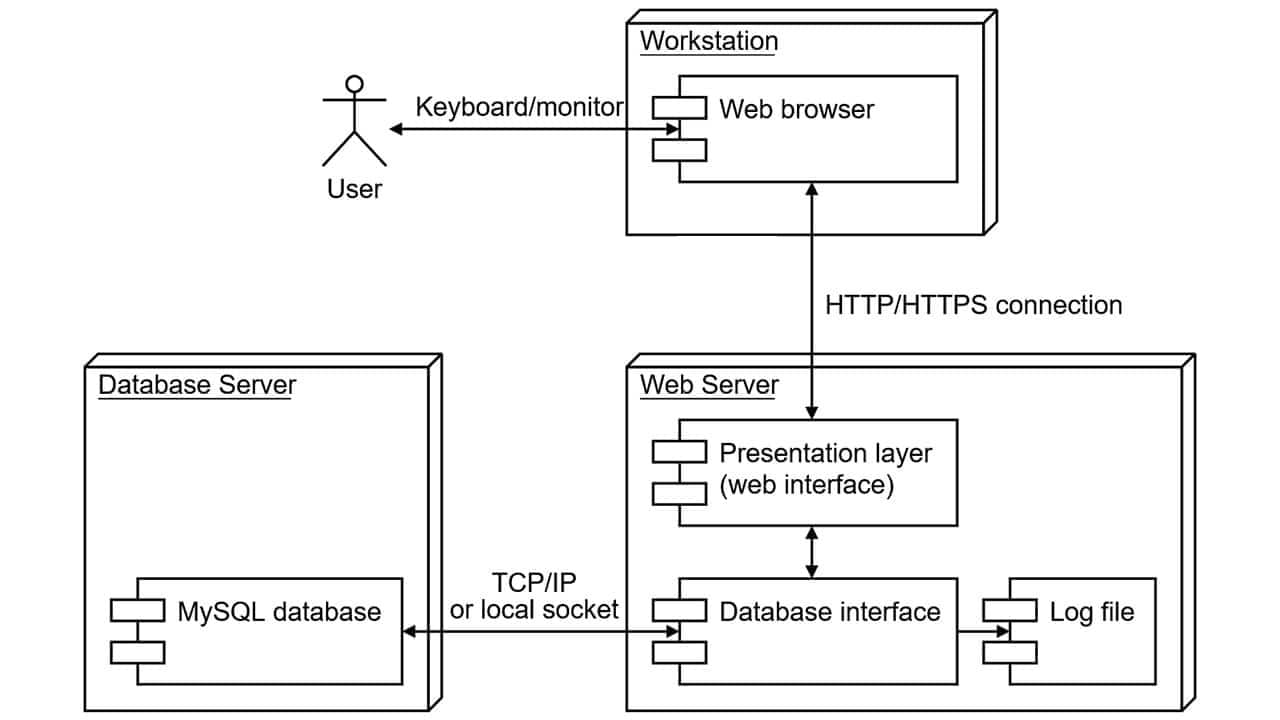 Workstation
Keyboard/monitor
Web browser
User
HTTP/HTTPS connection
Database Server
Web Server
Presentation layer
(web interface)
TCP/IP
or local socket
MySQL database
Database interface
Log file